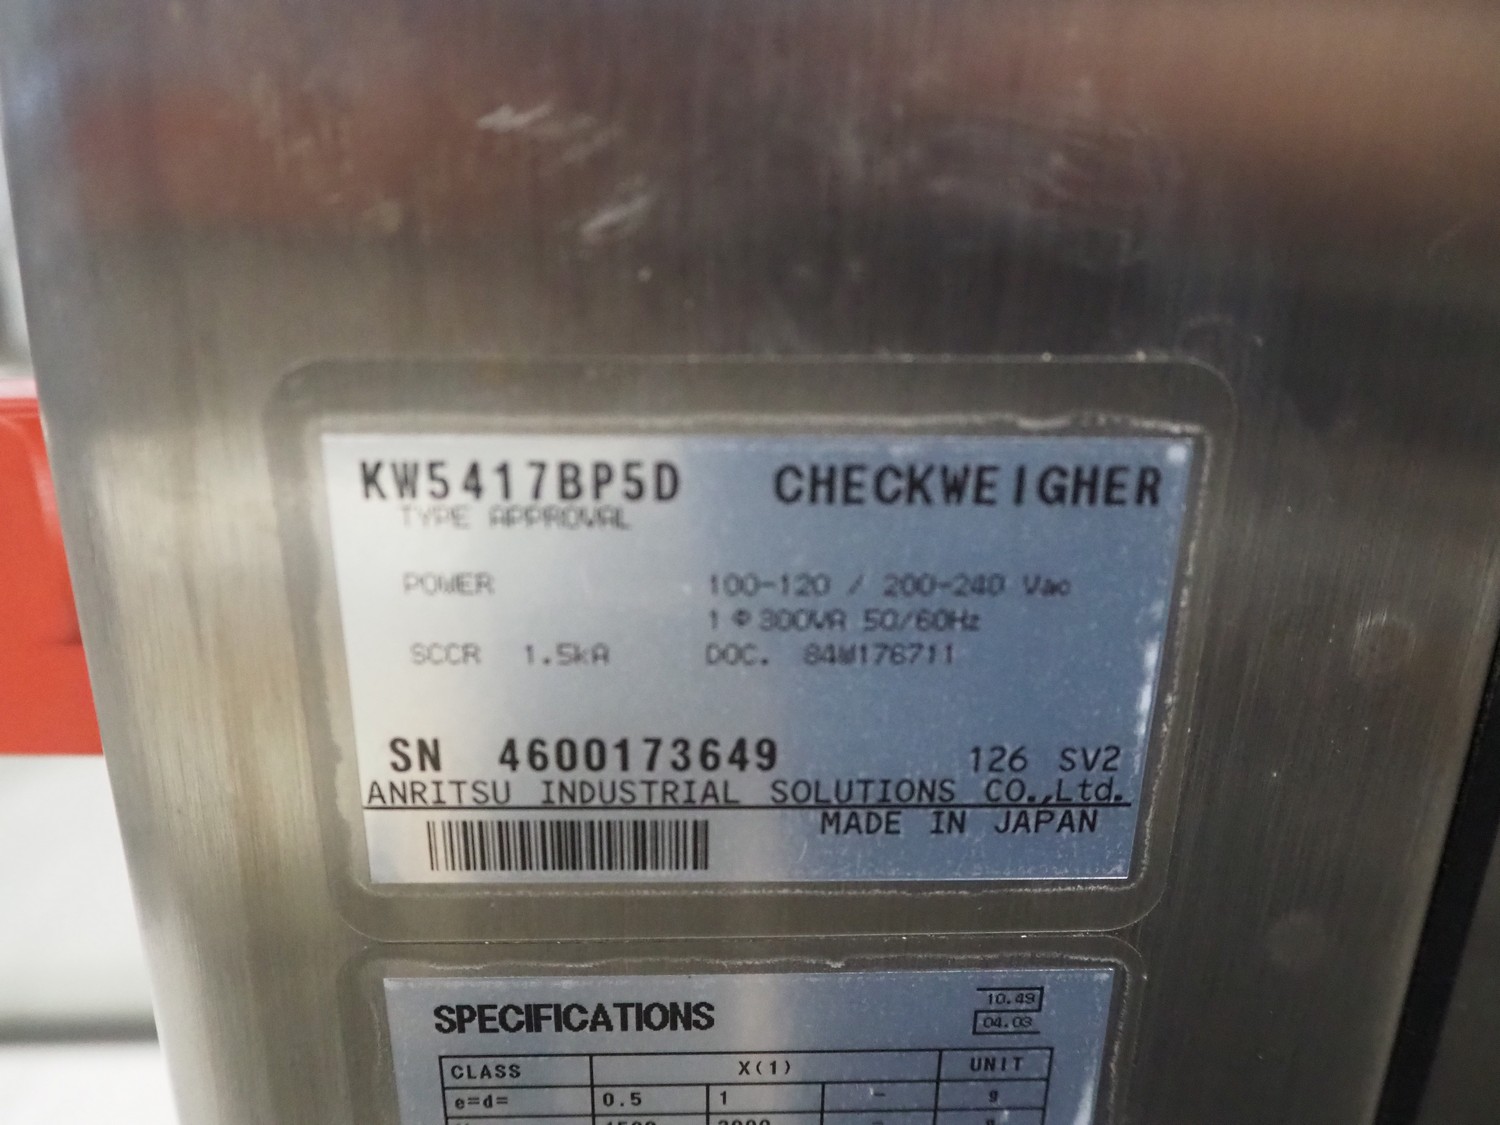 KW5417BP5D CHECKWEIGHER
TYPE APPROVAL
POWER 100-120 / 200-240 Vac
1 Φ 300VA 50/60Hz
SCCR 1.5kA DOC. 84W176711
SN 4600173649 126 SV2
ANRITSU INDUSTRIAL SOLUTIONS CO.,Ltd.
MADE IN JAPAN
SPECIFICATIONS
10.49
04.03
CLASS X(1) UNIT
e=d= 0.5 1 - g